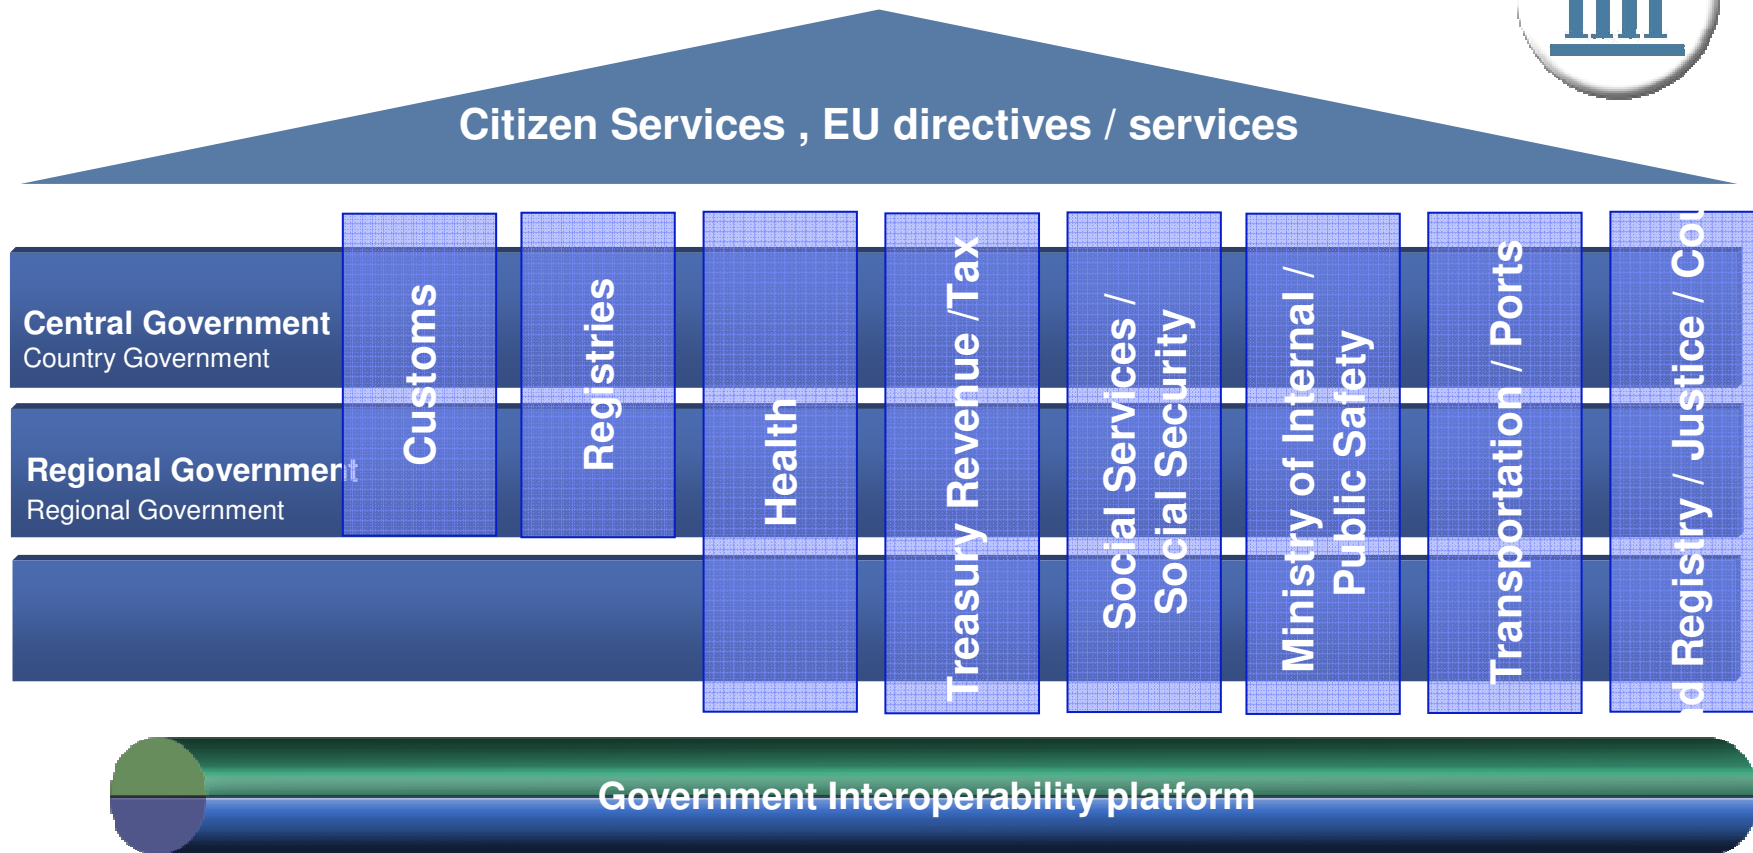 Citizen Services , EU directives / services
Central Government
Country Government
Regional Government
Regional Government
Customs
Registries
Health
Treasury Revenue /Tax
Social Services /
Social Security
Ministry of Internal /
Public Safety
Transportation / Ports
Registry / Justice /
Government Interoperability platform